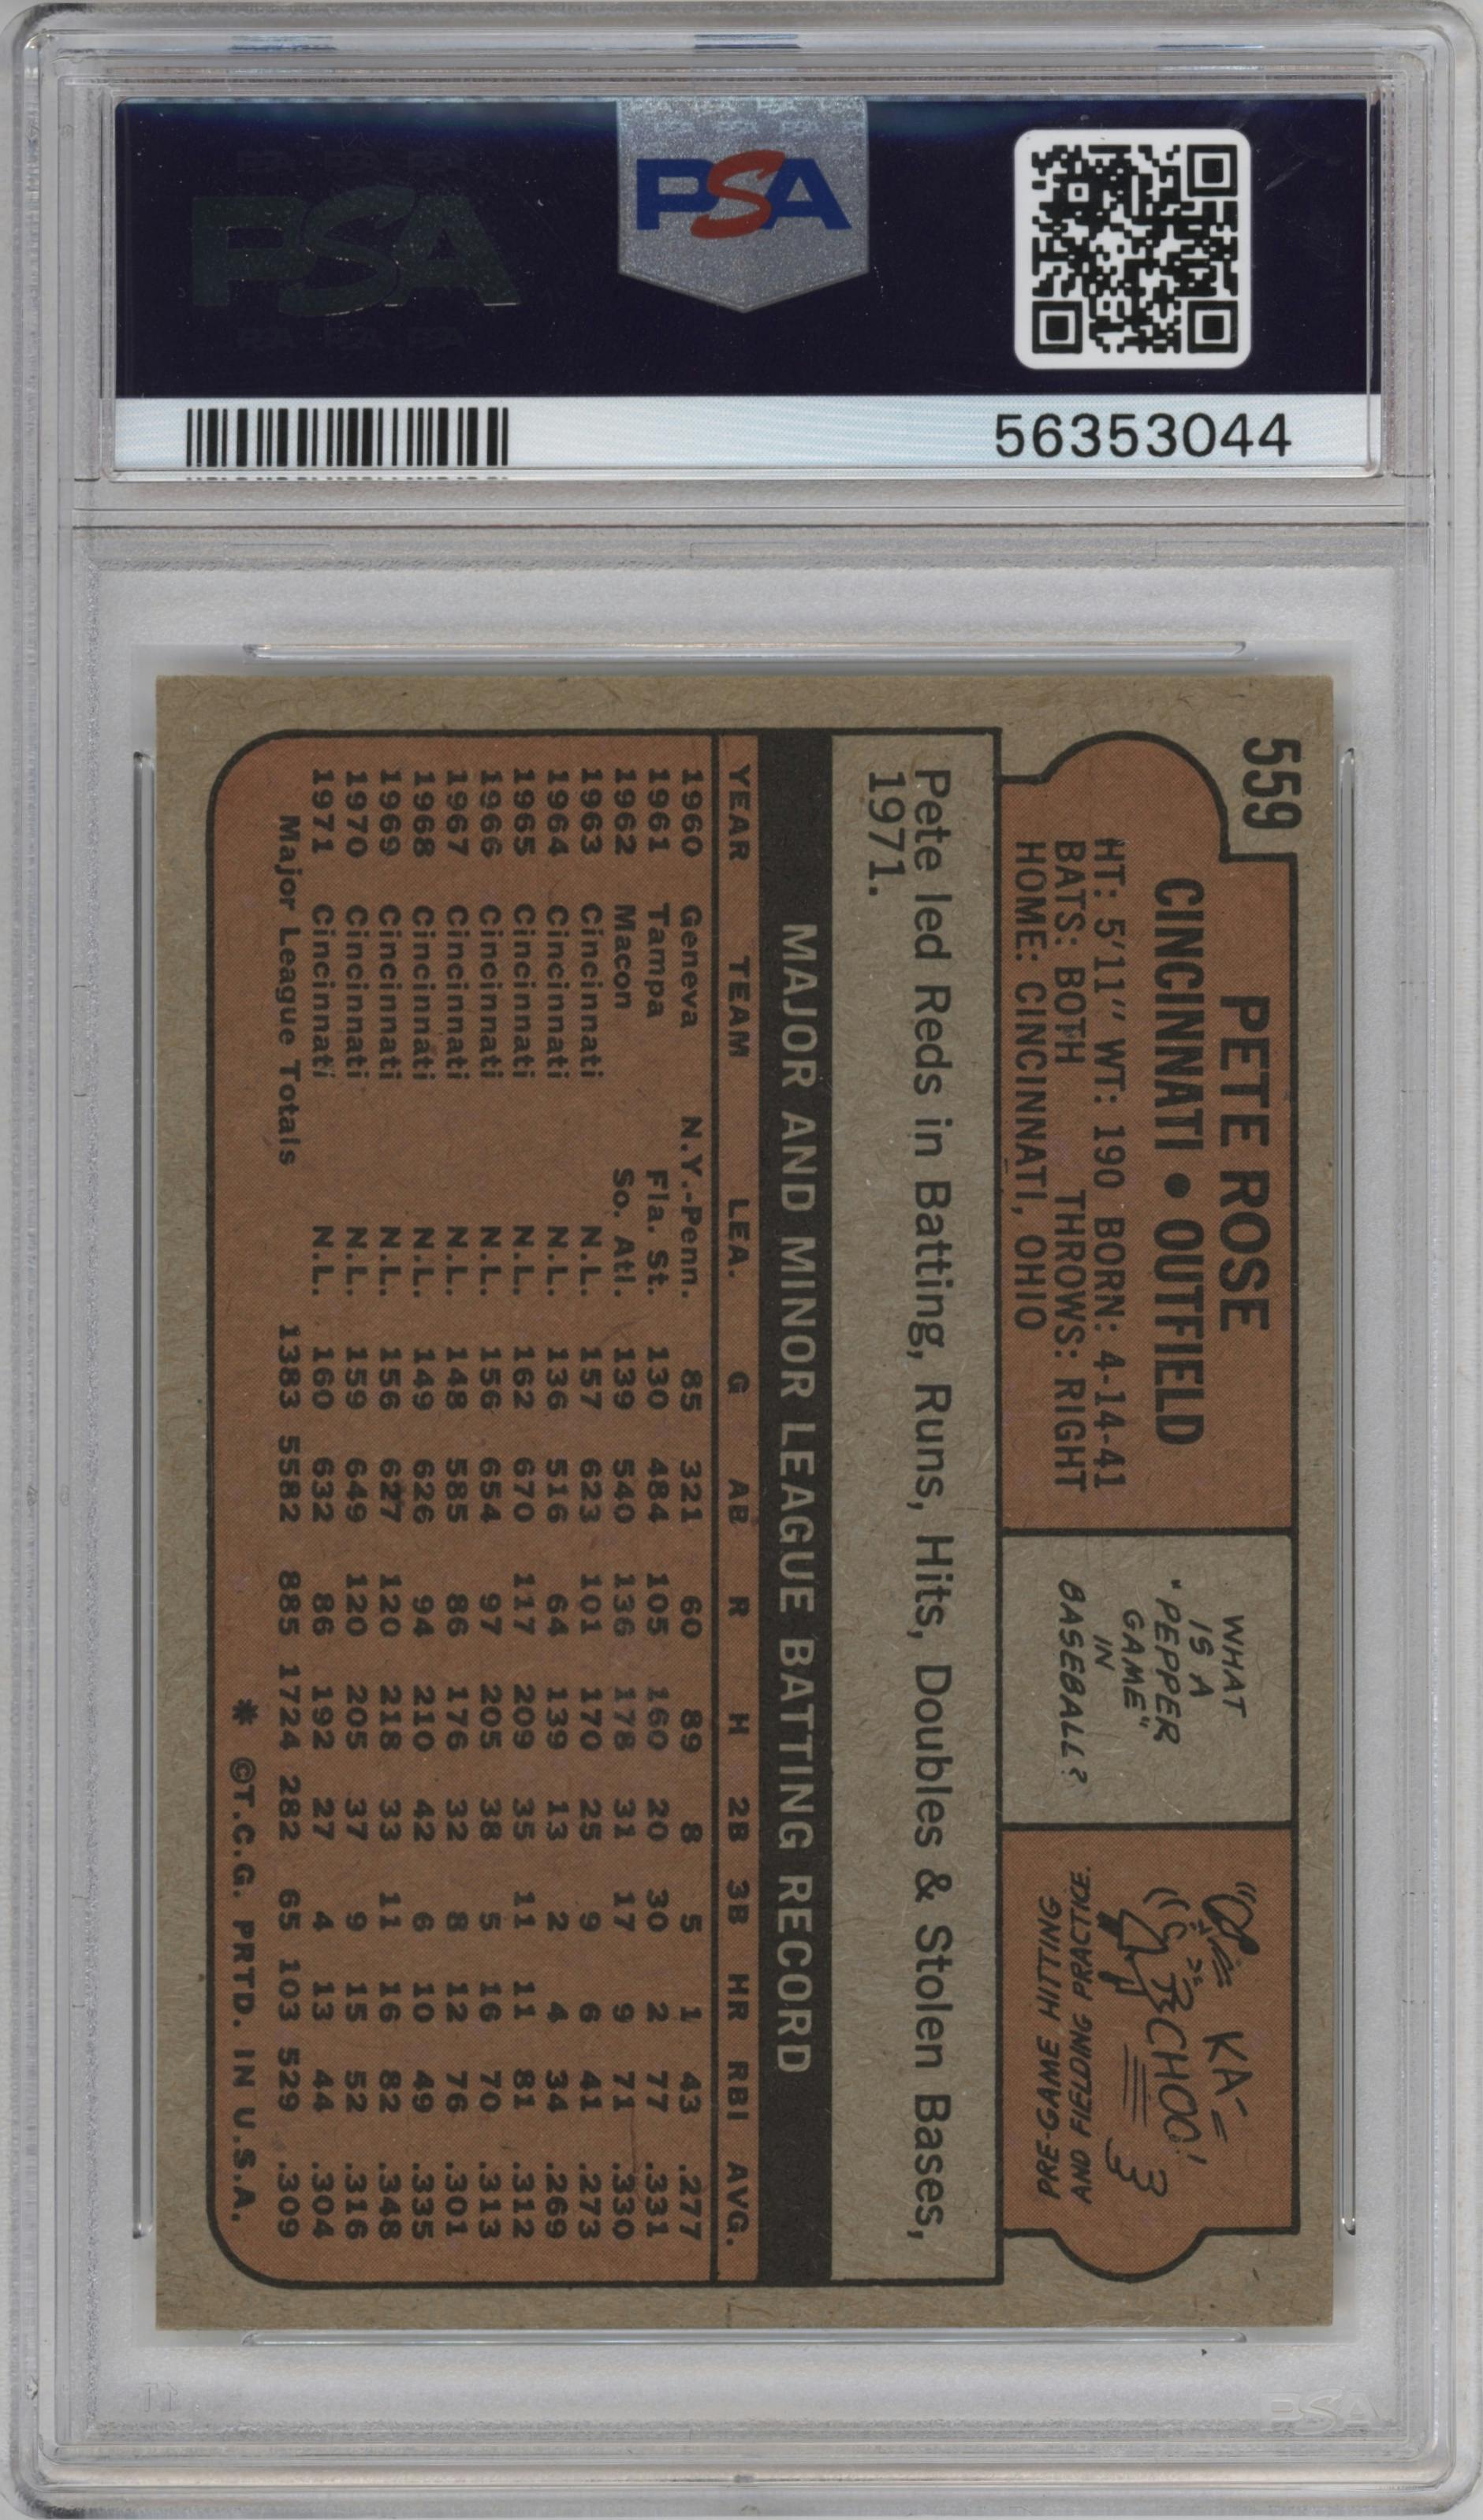 PSA
PSA
56353044
559
PETE ROSE
CINCINNATI • OUTFIELD
HT: 5'11" WT: 190 BORN: 4-14-41
BATS: BOTH THROWS: RIGHT
HOME: CINCINNATI, OHIO
WHAT
IS A
"PEPPER
GAME"
IN
BASEBALL?
KA-
CHOO!
PRE-GAME HITTING
AND FIELDING PRACTICE.
Pete led Reds in Batting, Runs, Hits, Doubles & Stolen Bases,
1971.
MAJOR AND MINOR LEAGUE BATTING RECORD
YEAR TEAM LEA. G AB R H 2B 3B HR RBI AVG.
1960 Geneva N.Y.-Penn. 85 321 60 89 8 5 1 43 .277
1961 Tampa Fla. St. 130 484 105 160 20 30 2 77 .331
1962 Macon So. Atl. 139 540 136 178 31 17 9 71 .330
1963 Cincinnati N.L. 157 623 101 170 25 9 6 41 .273
1964 Cincinnati N.L. 136 516 64 139 13 2 4 34 .269
1965 Cincinnati N.L. 162 670 117 209 35 11 11 81 .312
1966 Cincinnati N.L. 156 654 97 205 38 5 16 70 .313
1967 Cincinnati N.L. 148 585 86 176 32 8 12 76 .301
1968 Cincinnati N.L. 149 626 94 210 42 6 10 49 .335
1969 Cincinnati N.L. 156 627 120 218 33 11 16 82 .348
1970 Cincinnati N.L. 159 649 120 205 37 9 15 52 .316
1971 Cincinnati N.L. 160 632 86 192 27 4 13 44 .304
Major League Totals 1383 5582 885 1724 282 65 103 529 .309
* ©T.C.G. PRTD. IN U.S.A.
PSA